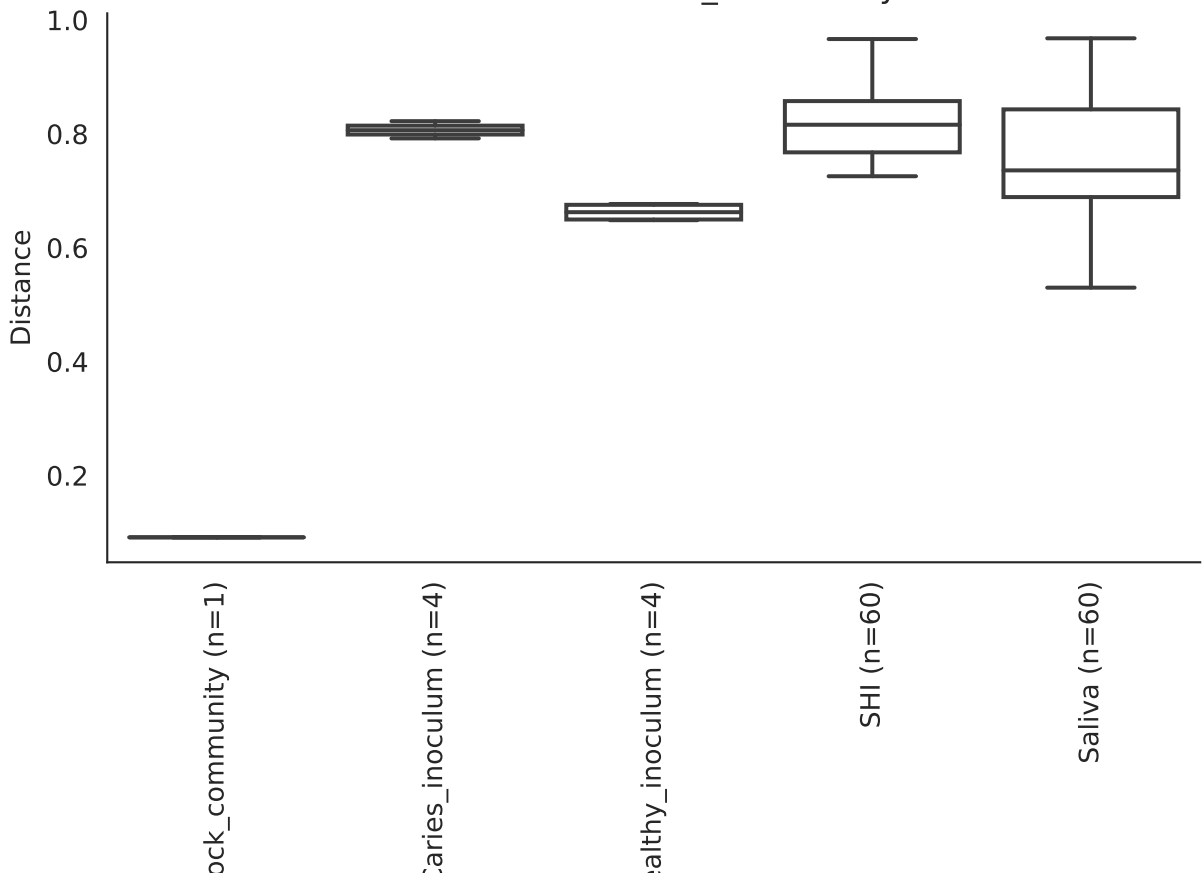 1.0
0.8
0.6
0.4
0.2
Distance
ock_community (n=1)
Caries_inoculum (n=4)
ealthy_inoculum (n=4)
SHI (n=60)
Saliva (n=60)